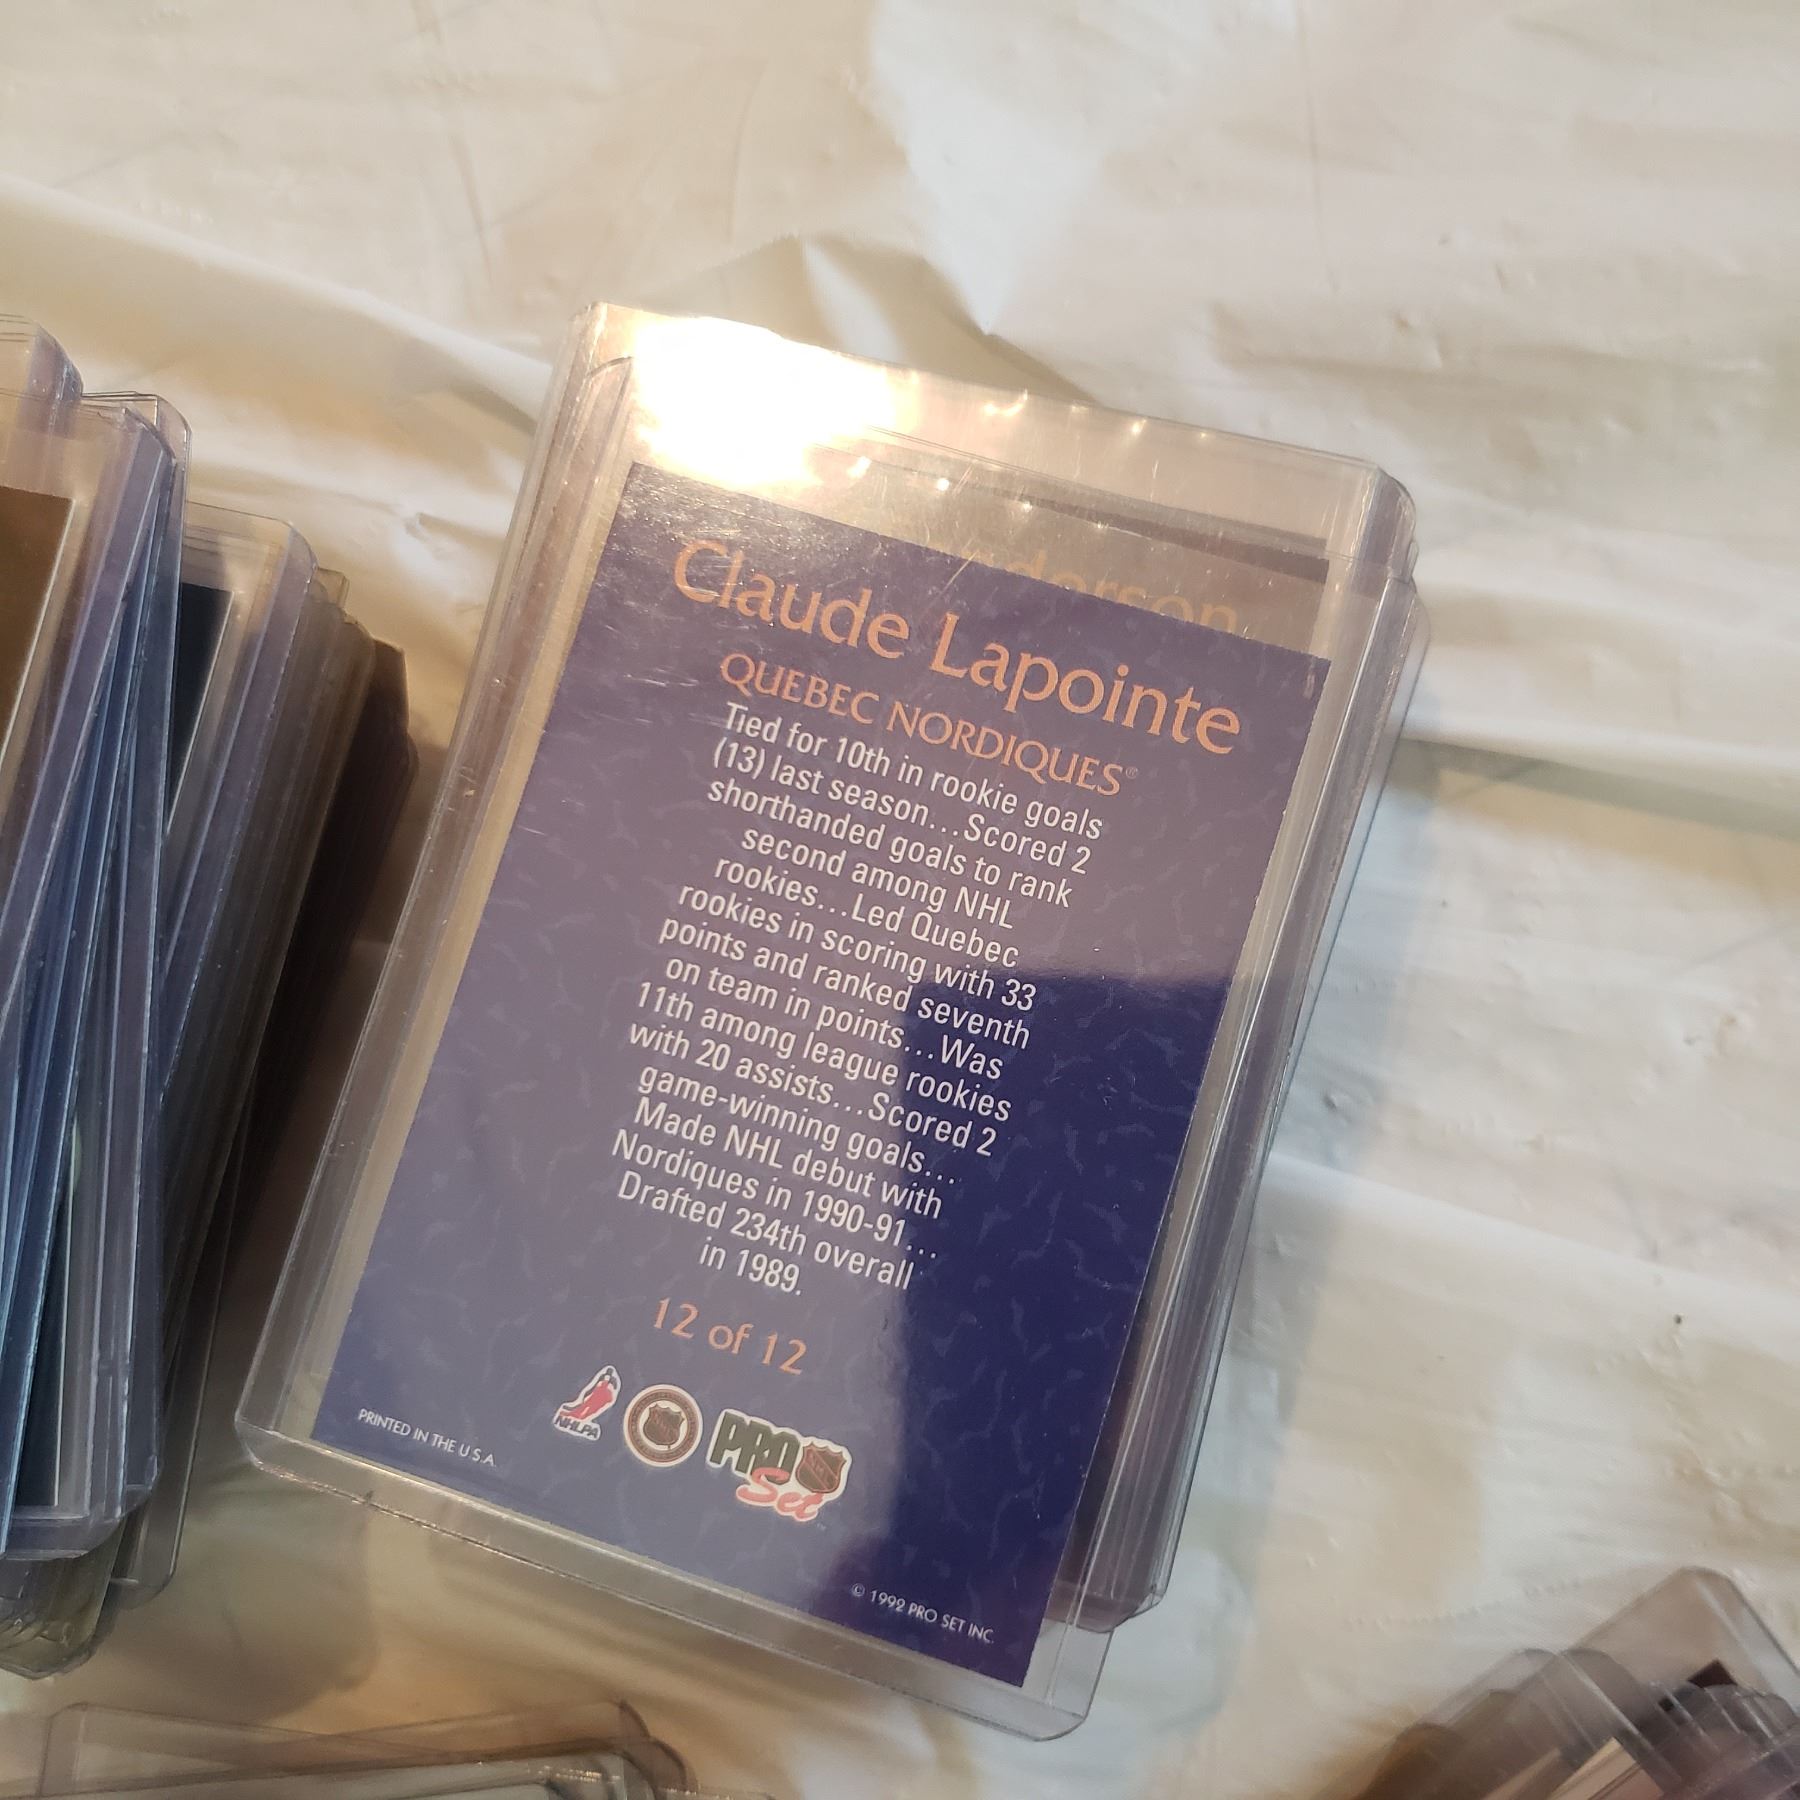 Claude Lapointe
QUEBEC NORDIQUES®
Tied for 10th in rookie goals
(13) last season...Scored 2
shorthanded goals to rank
second among NHL
rookies...Led Quebec
rookies in scoring with 33
points and ranked seventh
on team in points...Was
11th among league rookies
with 20 assists...Scored 2
game-winning goals...
Made NHL debut with
Nordiques in 1990-91...
Drafted 234th overall
in 1989.
12 of 12
NHLPA
PRO
Set
PRINTED IN THE U.S.A.
© 1992 PRO SET INC.